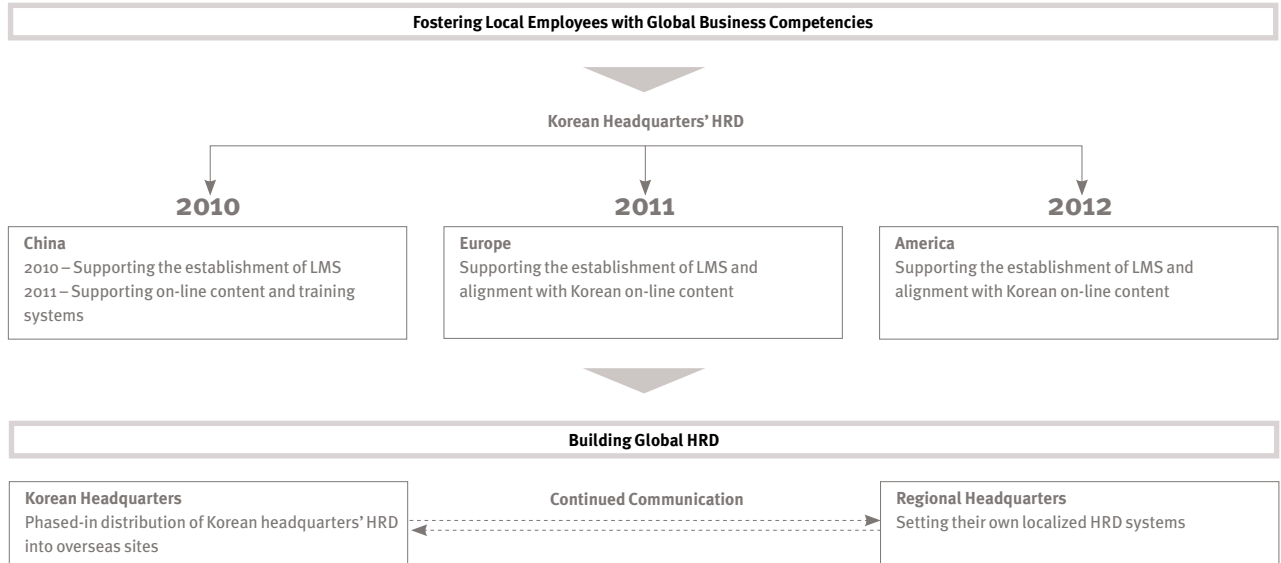 Fostering Local Employees with Global Business Competencies
Korean Headquarters’ HRD
2010
2011
2012
China
2010 – Supporting the establishment of LMS
2011 – Supporting on-line content and training
systems
Europe
Supporting the establishment of LMS and
alignment with Korean on-line content
America
Supporting the establishment of LMS and
alignment with Korean on-line content
Building Global HRD
Korean Headquarters
Phased-in distribution of Korean headquarters’ HRD
into overseas sites
Continued Communication
Regional Headquarters
Setting their own localized HRD systems